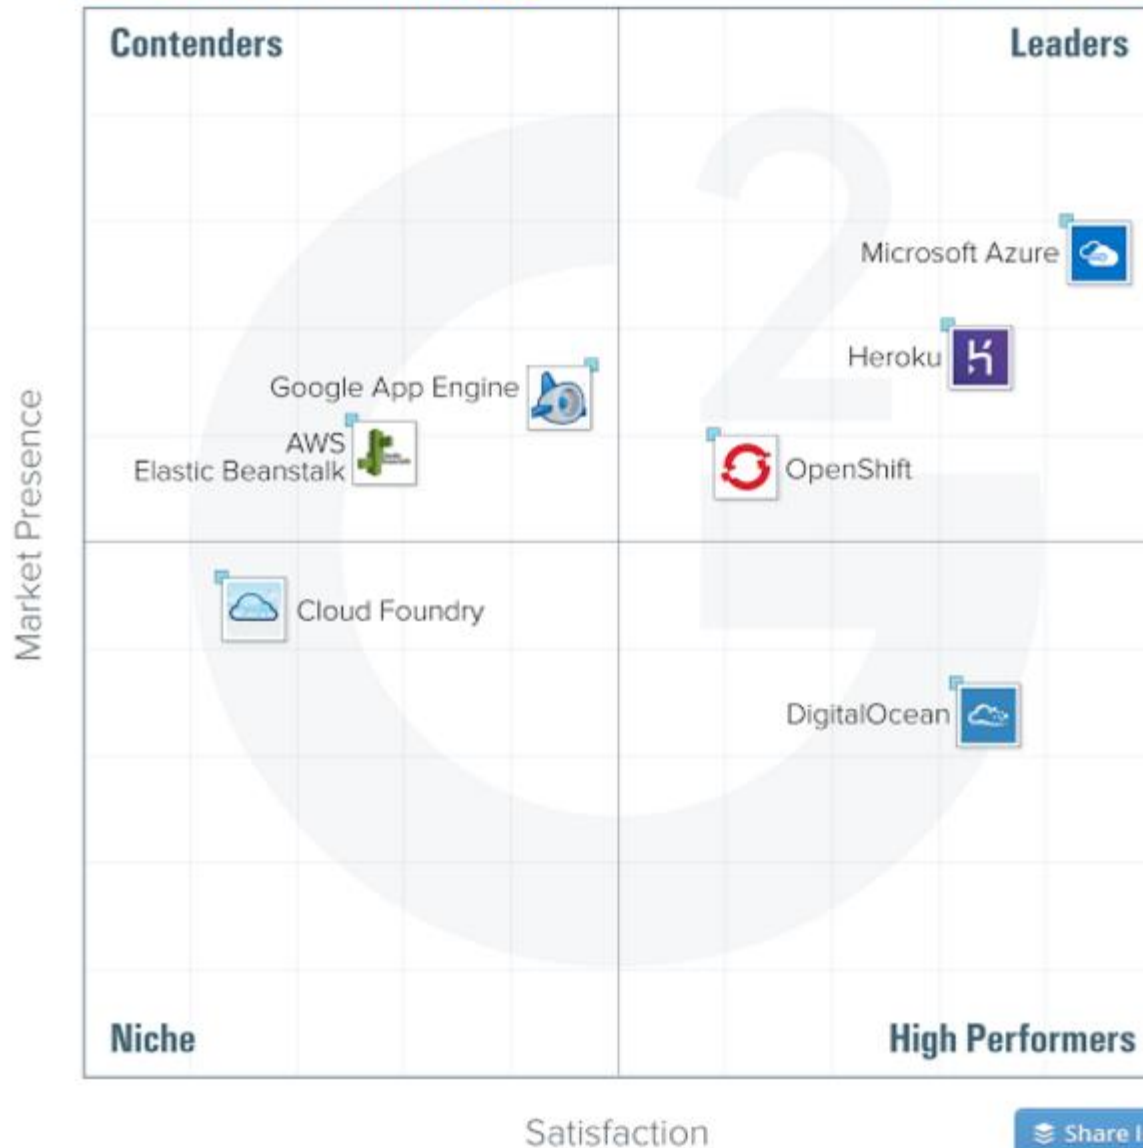 Contenders
Leaders
Microsoft Azure
Heroku
Google App Engine
AWS
Elastic Beanstalk
OpenShift
Cloud Foundry
DigitalOcean
Market Presence
Niche
High Performers
Satisfaction
Share